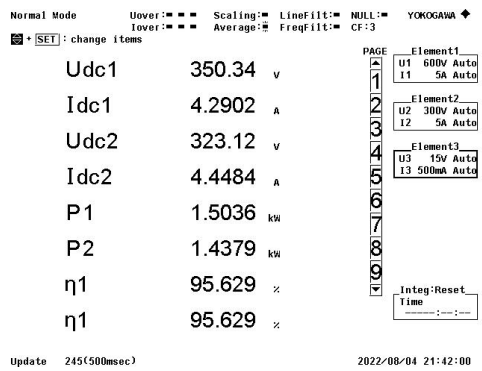 Normal Mode Uover: Scaling: LineFilt: NULL: YOKOGAWA
Iover: Average: FreqFilt: CF:3
+ SET : change items
PAGE
Udc1 350.34 V
Idc1 4.2902 A
Udc2 323.12 V
Idc2 4.4484 A
P1 1.5036 kW
P2 1.4379 kW
η1 95.629 %
η1 95.629 %
1
2
3
4
5
6
7
8
9
Element1
U1 600V Auto
I1 5A Auto
Element2
U2 300V Auto
I2 5A Auto
Element3
U3 15V Auto
I3 500mA Auto
Integ:Reset
Time
-----:--:--
Update 245(500msec) 2022/08/04 21:42:00